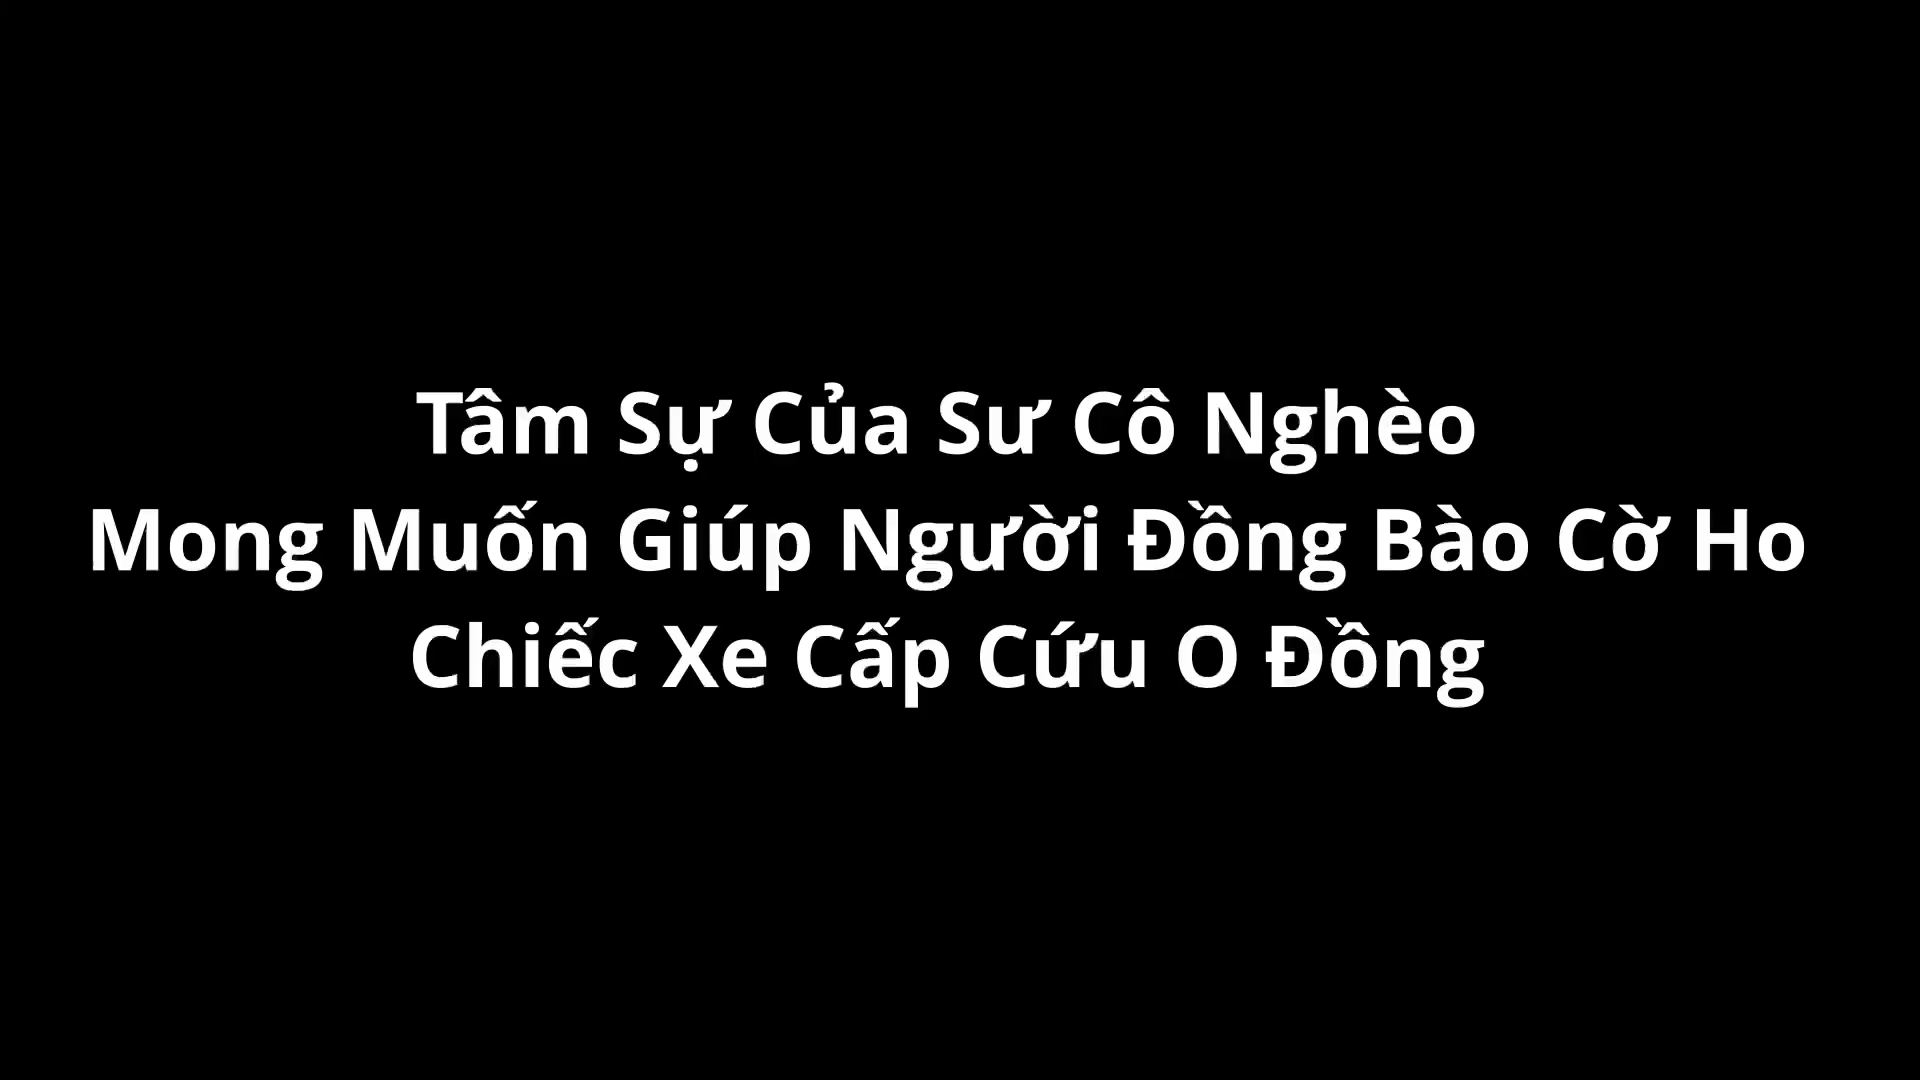 Tâm Sự Của Sư Cô Nghèo
Mong Muốn Giúp Người Đồng Bào Cờ Ho
Chiếc Xe Cấp Cứu O Đồng